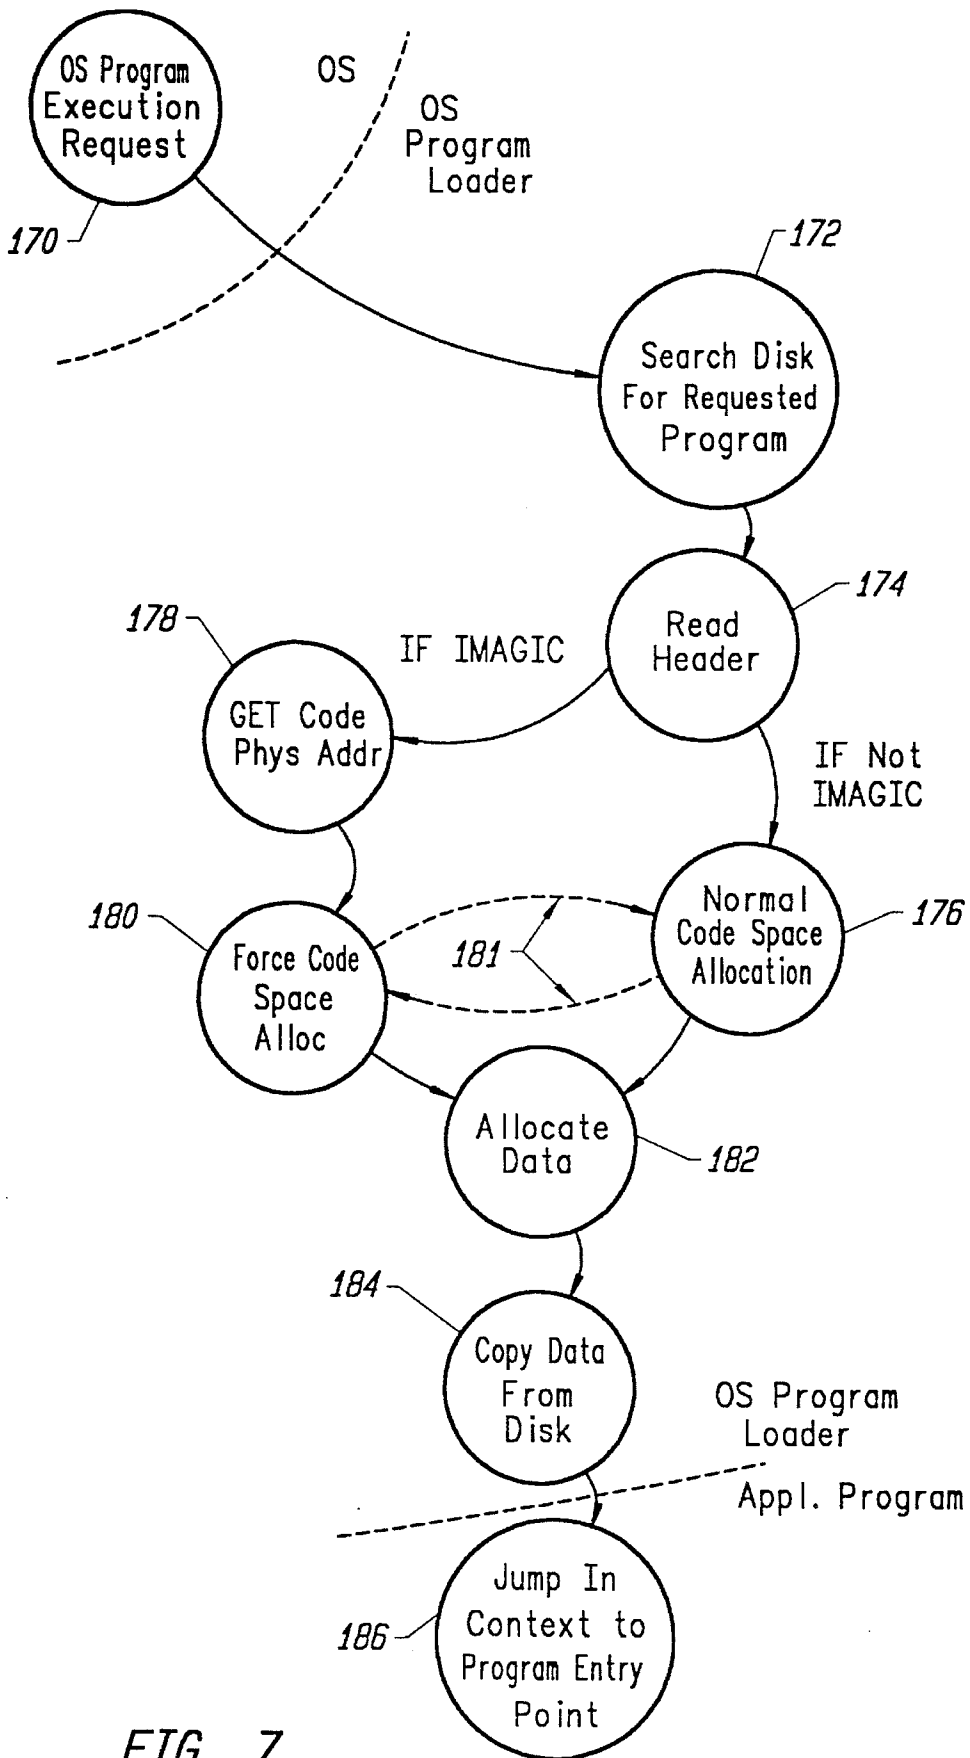 OS Program
Execution
Request
OS
OS
Program
Loader
170
172
Search Disk
For Requested
Program
174
Read
Header
178
IF IMAGIC
GET Code
Phys Addr
IF Not
IMAGIC
180
Force Code
Space
Alloc
181
Normal
Code Space
Allocation
176
Allocate
Data
182
184
Copy Data
From
Disk
OS Program
Loader
Appl. Program
186
Jump In
Context to
Program Entry
Point
FIG. 7